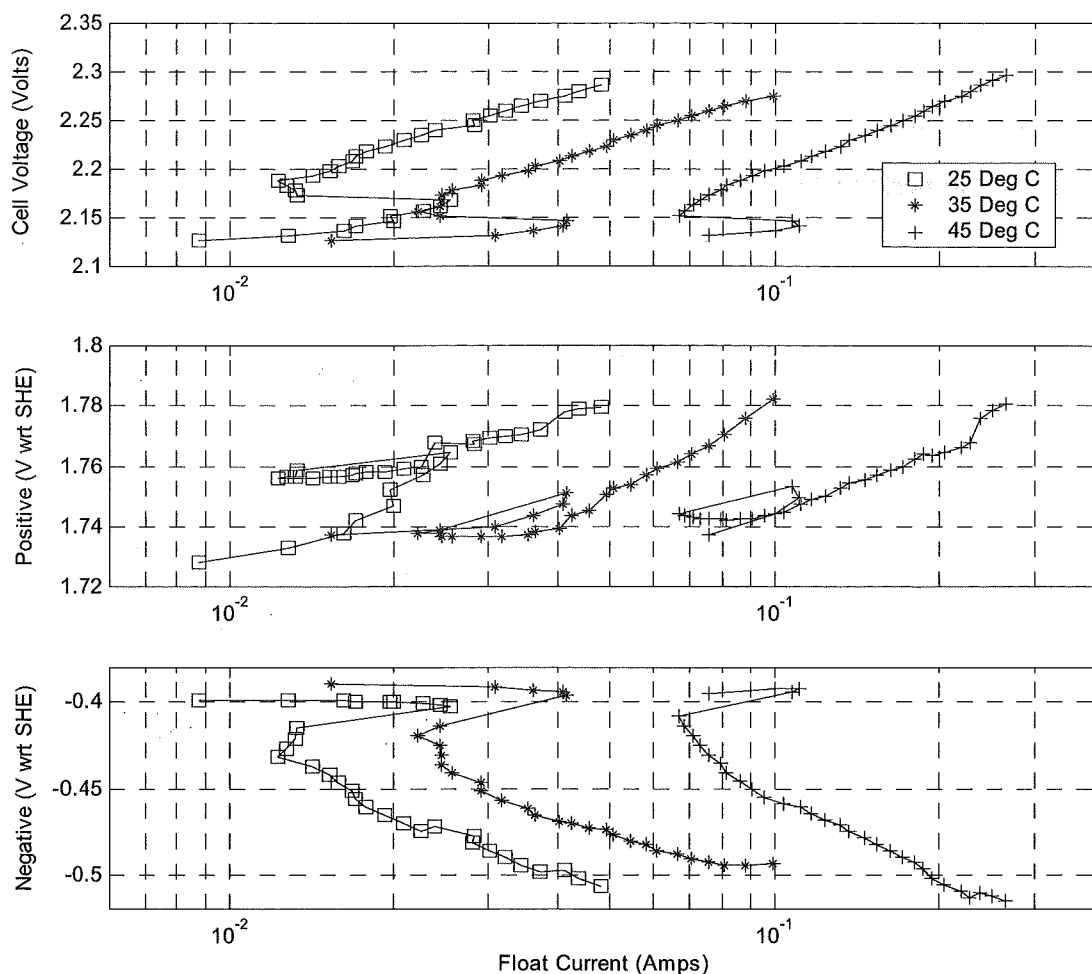 2.35
2.3
2.25
2.2
2.15
2.1
Cell Voltage (Volts)
25 Deg C
35 Deg C
45 Deg C
10-2
10-1
1.8
1.78
1.76
1.74
1.72
Positive (V wrt SHE)
10-2
10-1
-0.4
-0.45
-0.5
Negative (V wrt SHE)
10-2
10-1
Float Current (Amps)